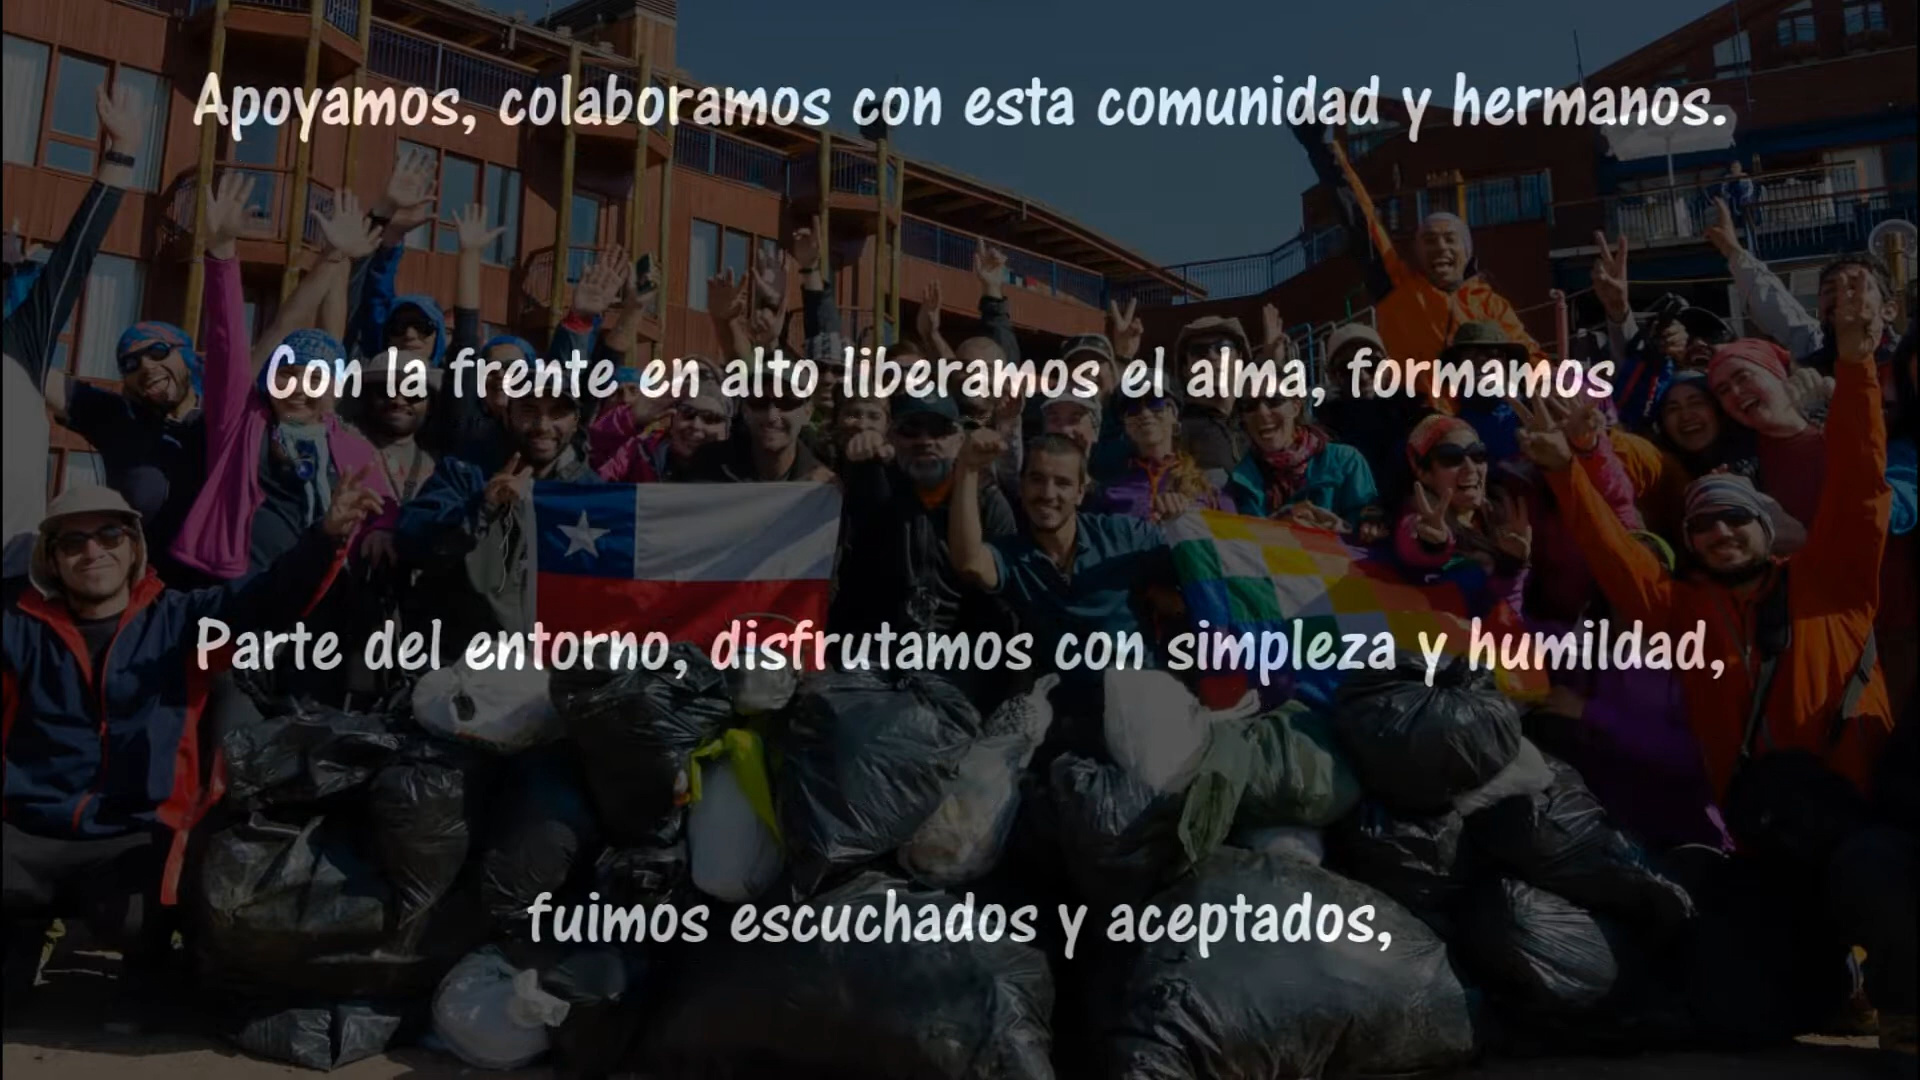 Apoyamos, colaboramos con esta comunidad y hermanos.
Con la frente en alto liberamos el alma, formamos
Parte del entorno, disfrutamos con simpleza y humildad,
fuimos escuchados y aceptados,